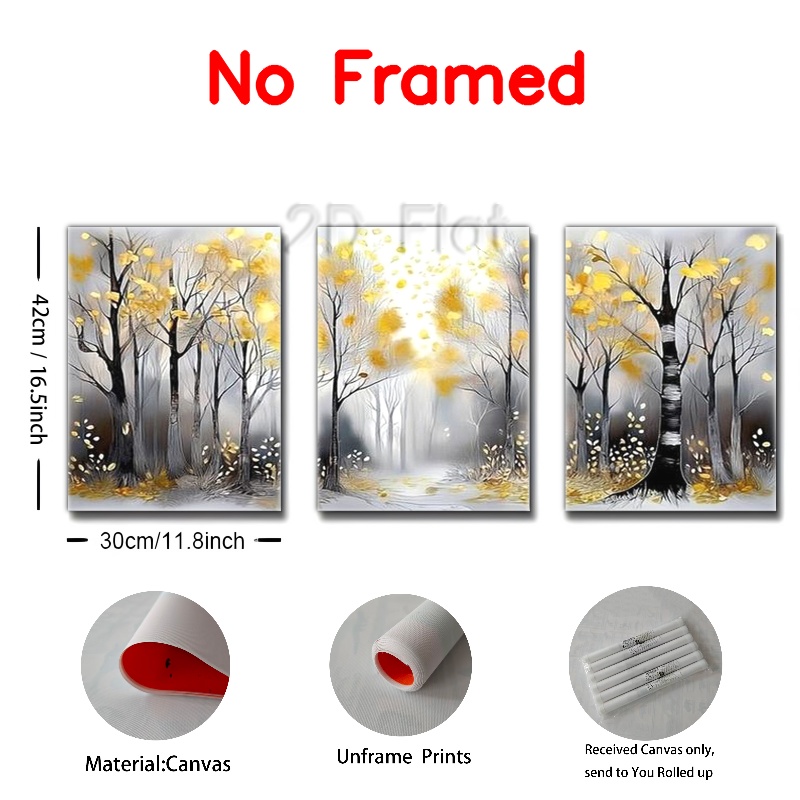 No Framed
2D Flat
42cm / 16.5inch
30cm/11.8inch
Material:Canvas
Unframe Prints
Received Canvas only,
send to You Rolled up